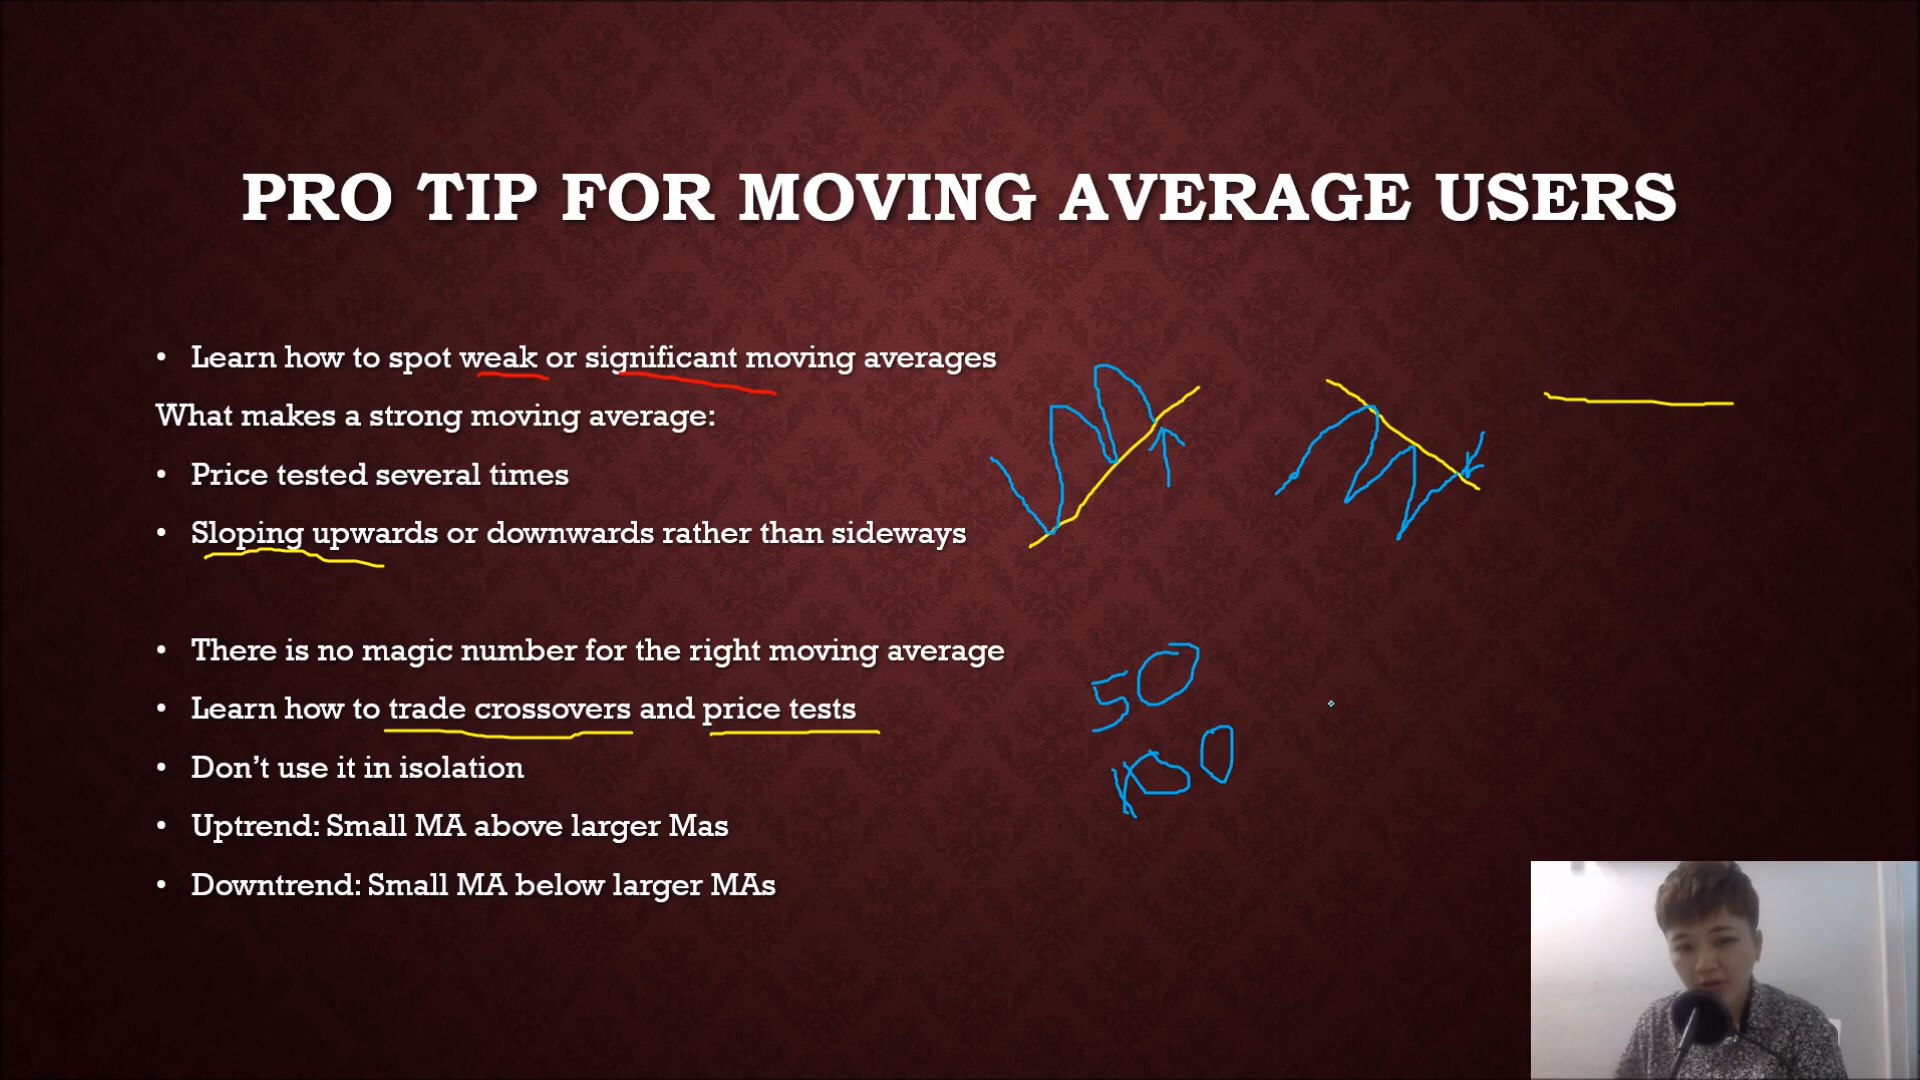 PRO TIP FOR MOVING AVERAGE USERS
• Learn how to spot weak or significant moving averages
What makes a strong moving average:
• Price tested several times
• Sloping upwards or downwards rather than sideways
• There is no magic number for the right moving average
50
• Learn how to trade crossovers and price tests
100
• Don’t use it in isolation
• Uptrend: Small MA above larger Mas
• Downtrend: Small MA below larger MAs